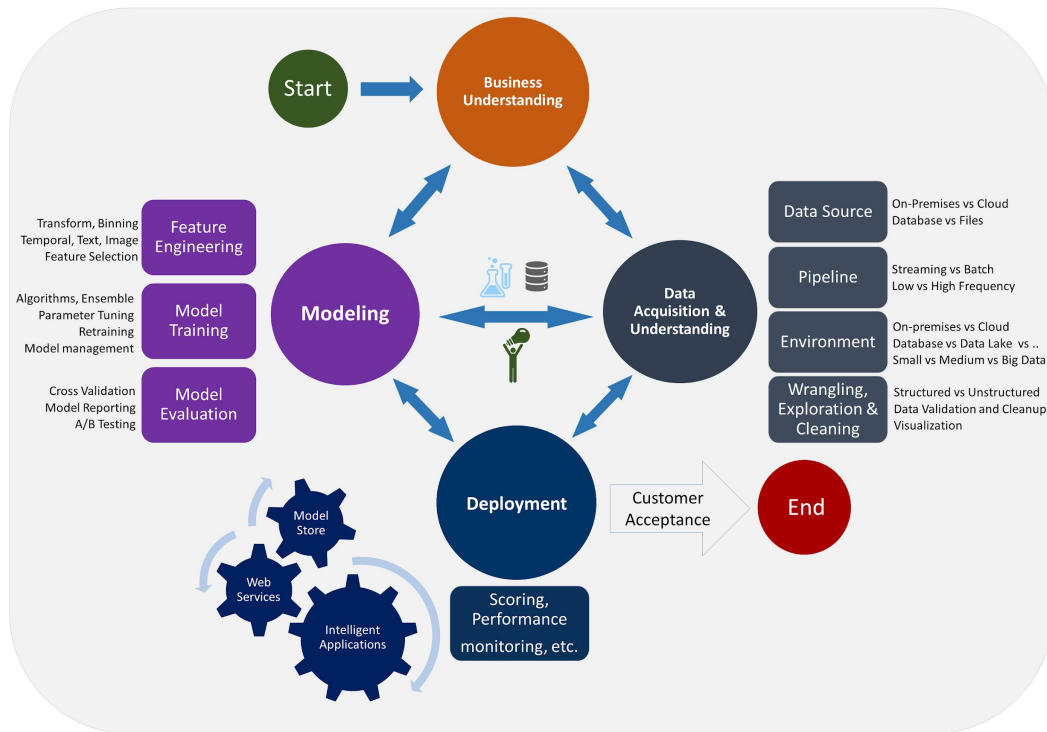 Start
Business
Understanding
Transform, Binning
Temporal, Text, Image
Feature Selection
Feature
Engineering
Algorithms, Ensemble
Parameter Tuning
Retraining
Model management
Model
Training
Cross Validation
Model Reporting
A/B Testing
Model
Evaluation
Modeling
Data
Acquisition &
Understanding
Data Source
On-Premises vs Cloud
Database vs Files
Pipeline
Streaming vs Batch
Low vs High Frequency
Environment
On-premises vs Cloud
Database vs Data Lake vs ..
Small vs Medium vs Big Data
Wrangling,
Exploration &
Cleaning
Structured vs Unstructured
Data Validation and Cleanup
Visualization
Deployment
Customer
Acceptance
End
Model
Store
Web
Services
Intelligent
Applications
Scoring,
Performance
monitoring, etc.